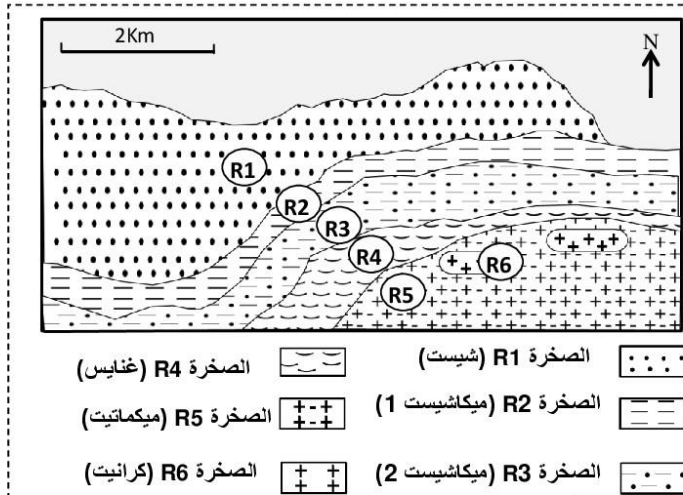 2Km
N
R1
R2
R3
R4
R6
R5
الصخرة R1 (شيست)
الصخرة R4 (غنايس)
الصخرة R2 (ميكاشيست 1)
الصخرة R5 (ميكماتيت)
الصخرة R3 (ميكاشيست 2)
الصخرة R6 (كرانيت)